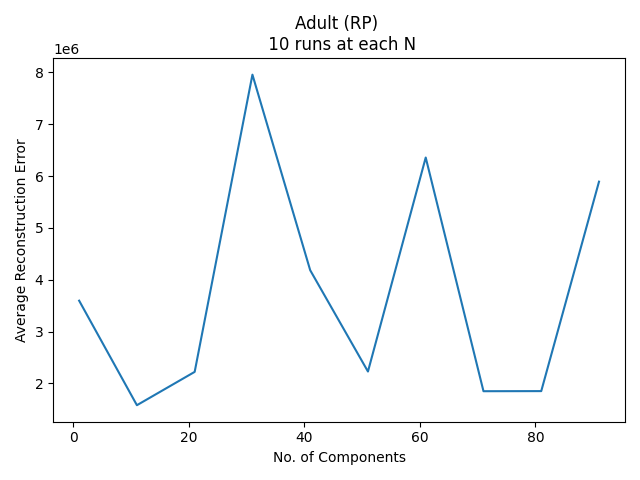 Adult (RP)
10 runs at each N
1e6
8
7
6
5
4
3
2
Average Reconstruction Error
0 20 40 60 80
No. of Components